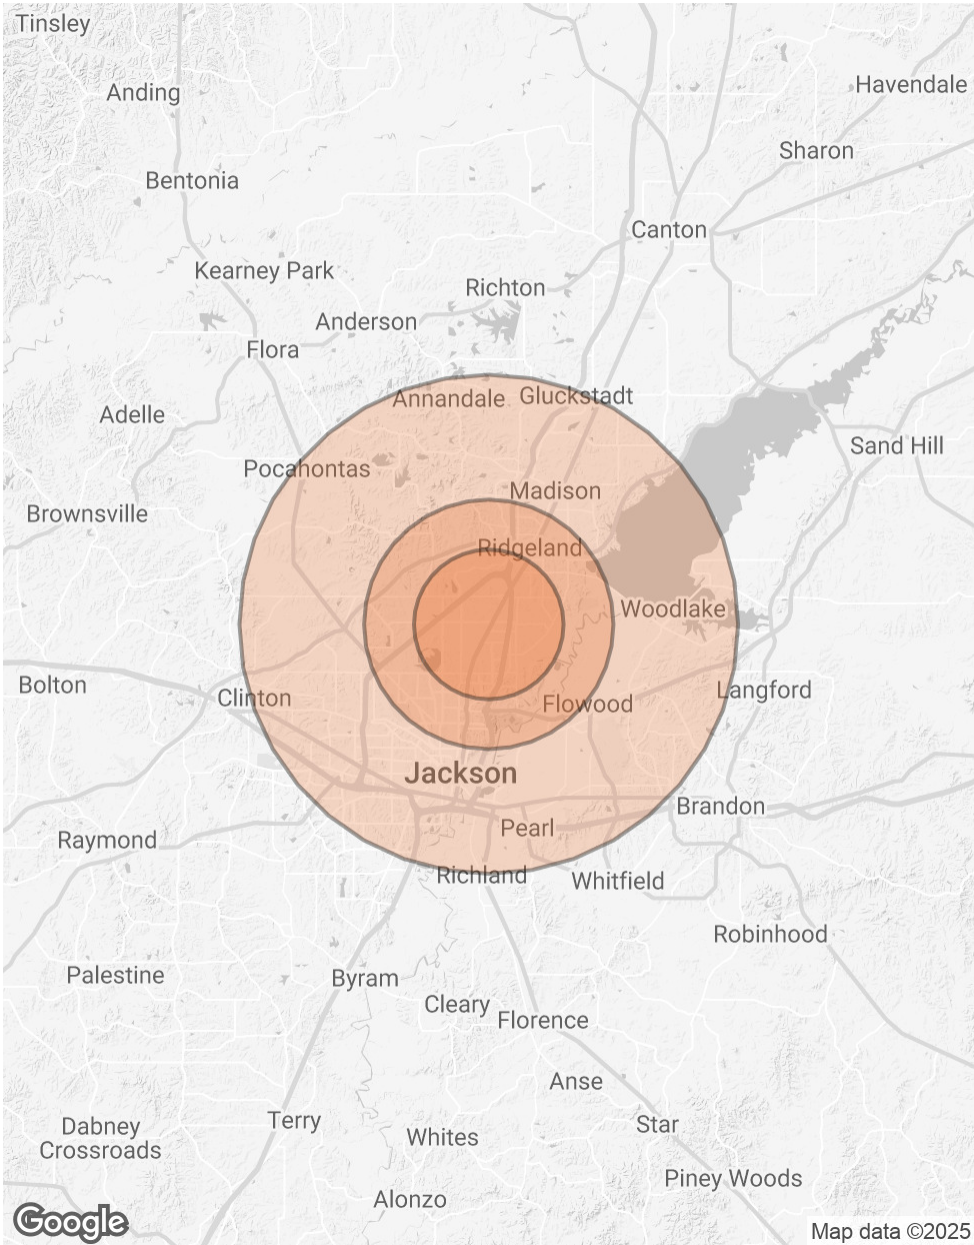 Tinsley
Havendale
Anding
Sharon
Bentonia
Canton
Kearney Park
Richton
Anderson
Flora
Annandale
Gluckstadt
Adelle
Sand Hill
Pocahontas
Madison
Brownsville
Ridgeland
Woodlake
Bolton
Langford
Clinton
Flowood
Jackson
Brandon
Pearl
Raymond
Richland
Whitfield
Robinhood
Palestine
Byram
Cleary
Florence
Anse
Terry
Star
Dabney
Crossroads
Whites
Piney Woods
Alonzo
Google
Map data ©2025